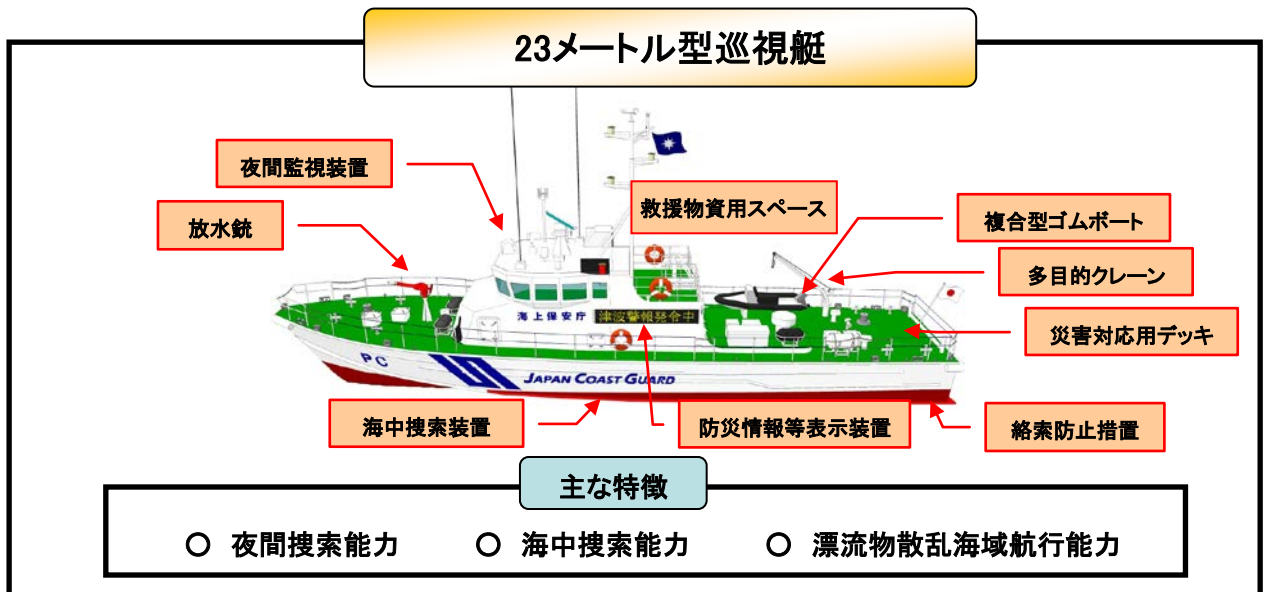 23メートル型巡視艇
夜間監視装置
救援物資用スペース
放水銃
複合型ゴムボート
多目的クレーン
災害対応用デッキ
海上保安庁
津波警報発令中
PC
JAPAN COAST GUARD
海中捜索装置
防災情報等表示装置
絡索防止措置
主な特徴
○ 夜間捜索能力 ○ 海中捜索能力 ○ 漂流物散乱海域航行能力